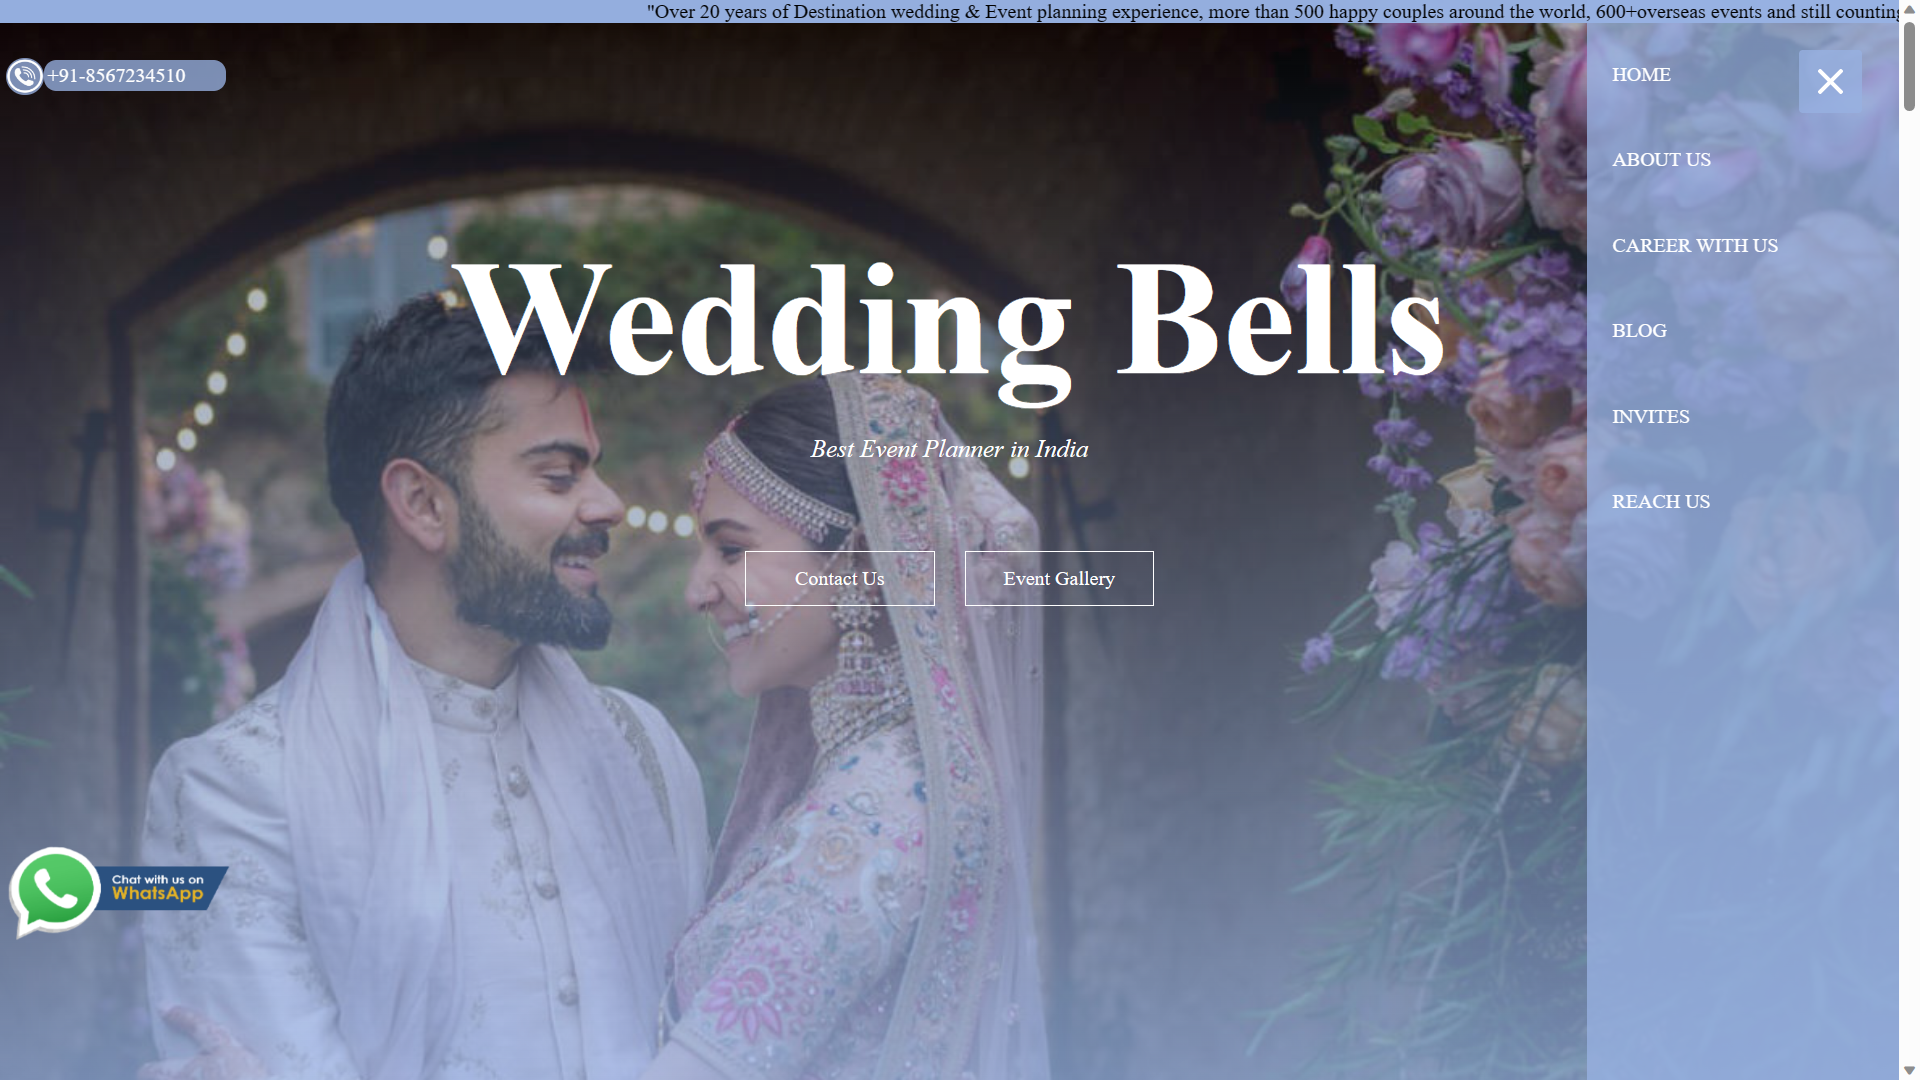 "Over 20 years of Destination wedding & Event planning experience, more than 500 happy couples around the world, 600+overseas events and still counting
+91-8567234510
HOME
ABOUT US
CAREER WITH US
BLOG
INVITES
REACH US
Wedding Bells
Best Event Planner in India
Contact Us
Event Gallery
Chat with us on
WhatsApp